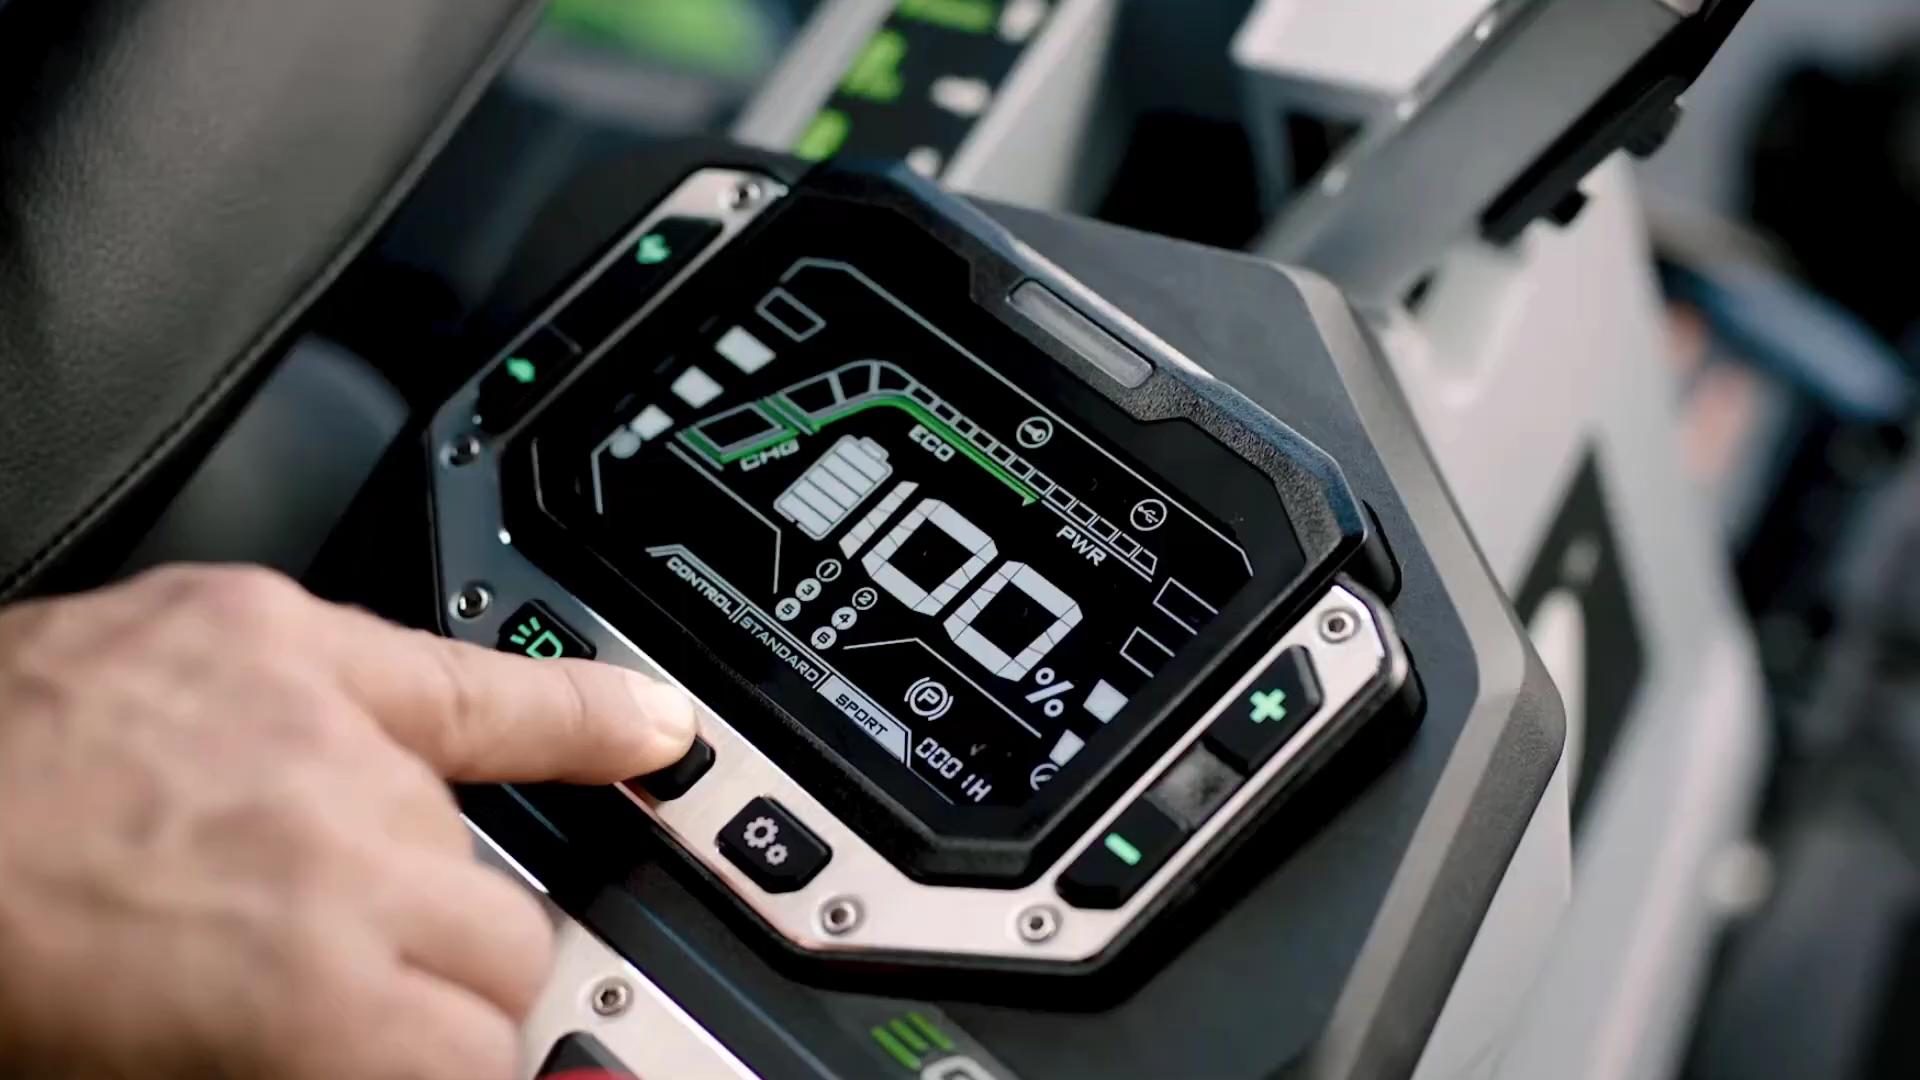 CHG
ECO
PWR
100%
1
3 2
5 4
6
CONTROL STANDARD SPORT
P
0001H